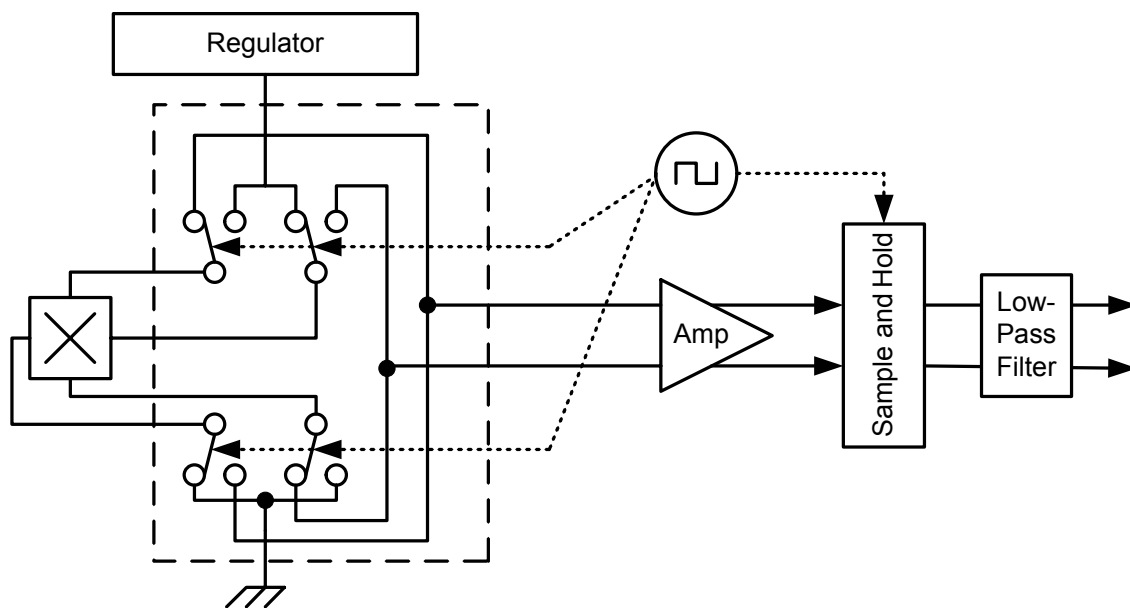 Regulator
Amp
Sample and Hold
Low-
Pass
Filter